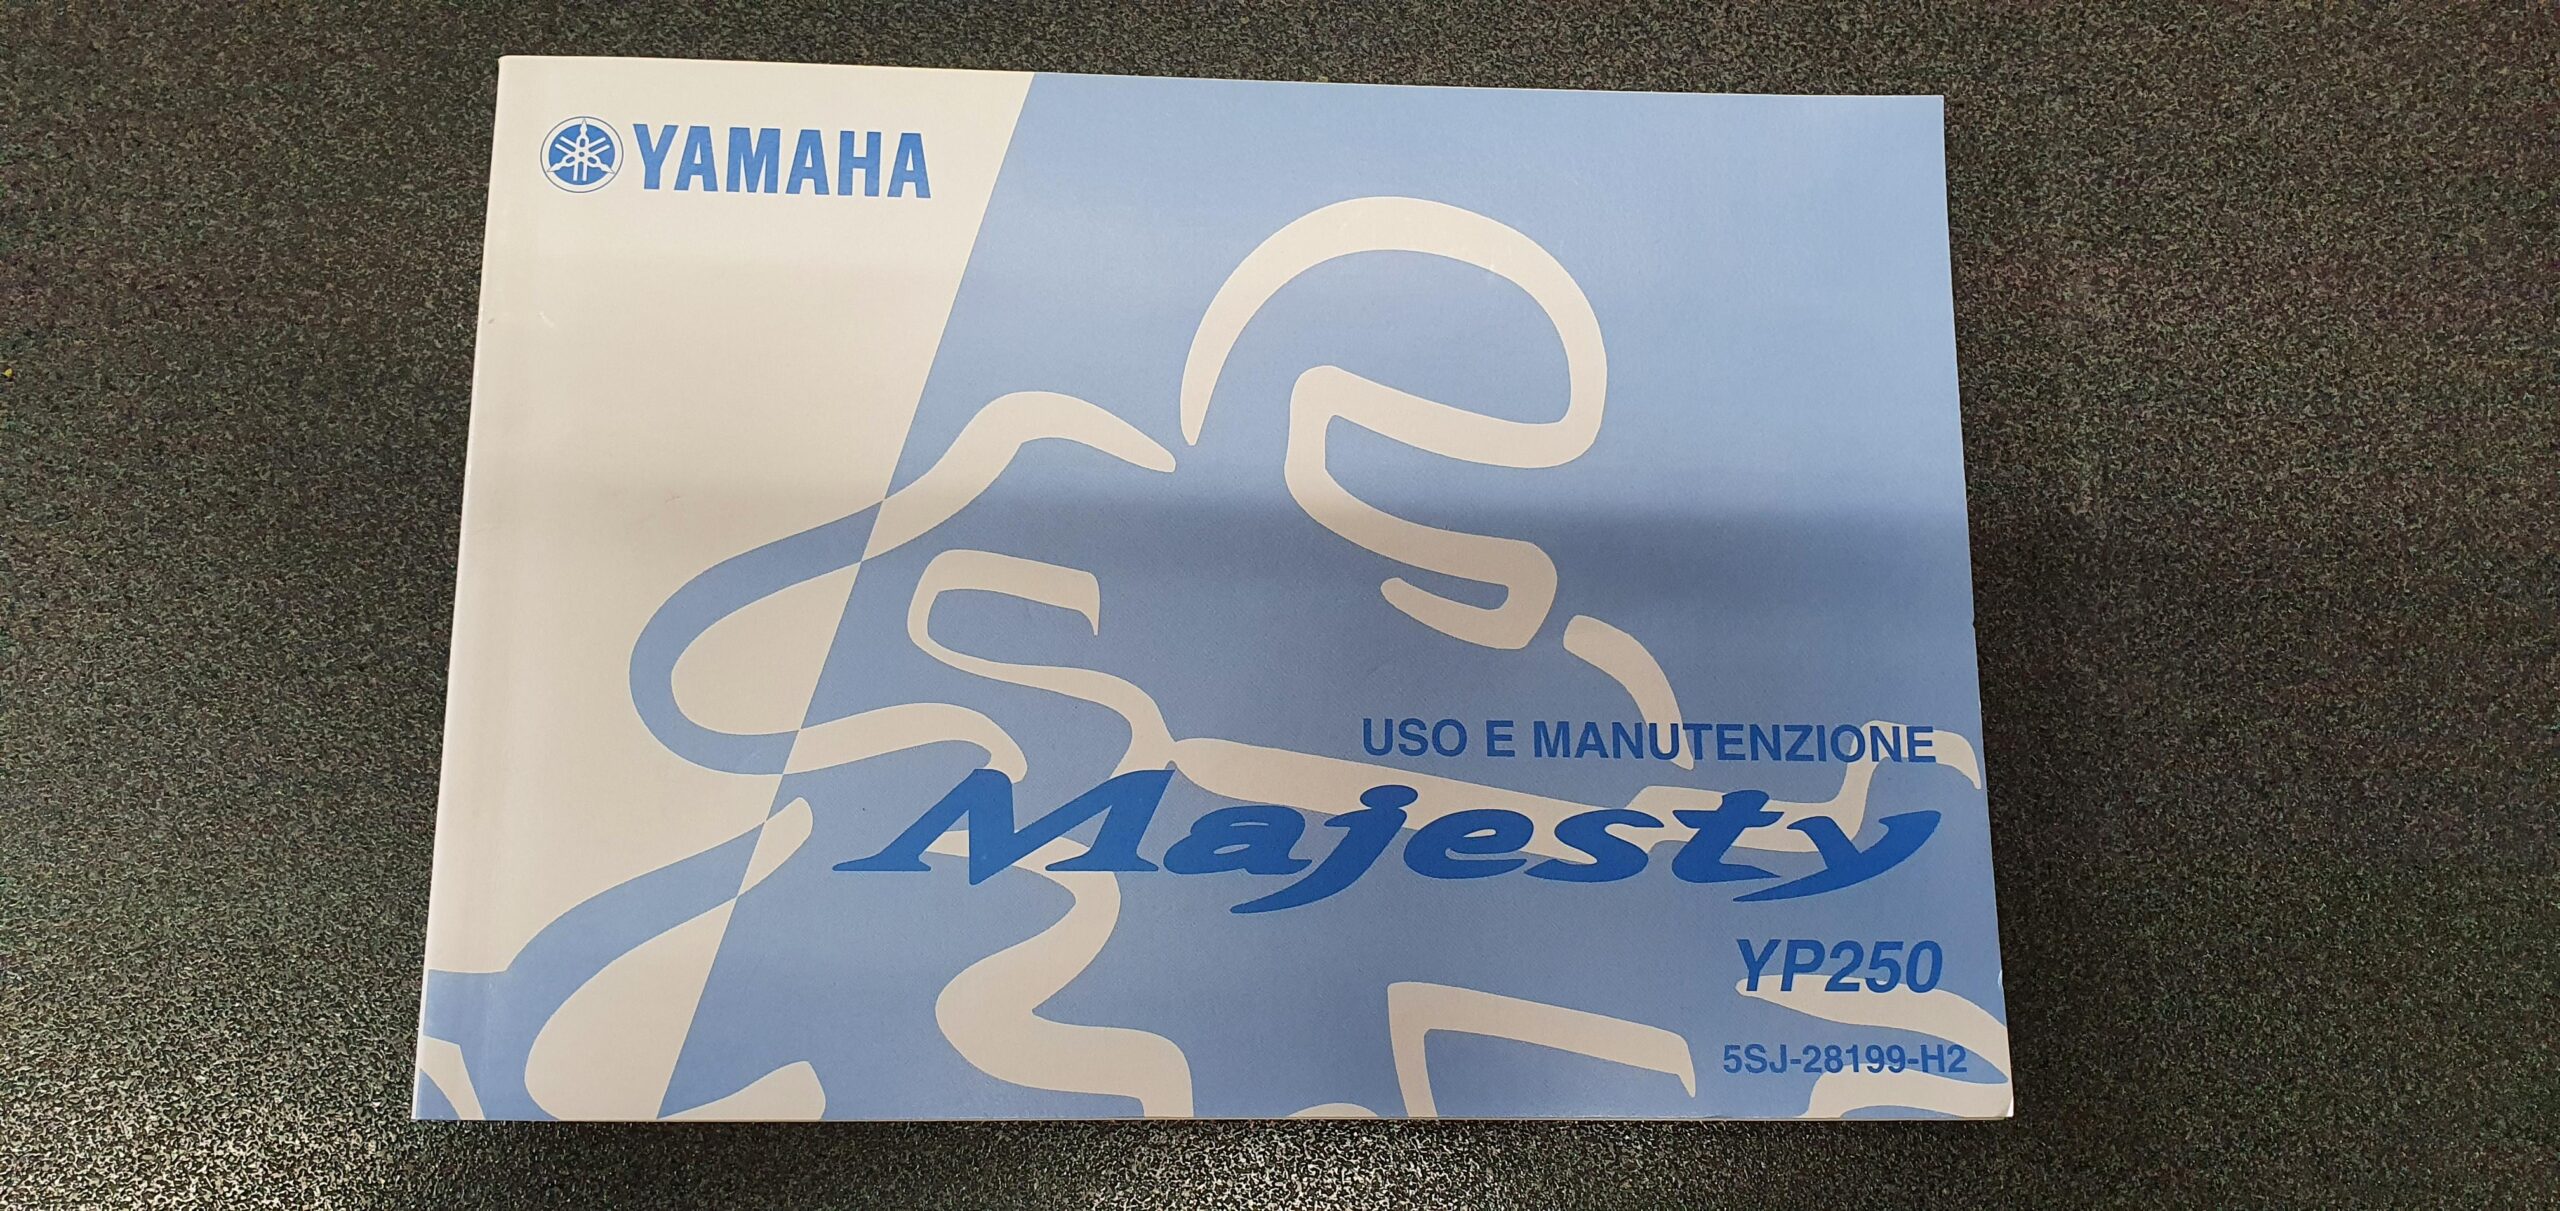 YAMAHA
USO E MANUTENZIONE
Majesty
YP250
5SJ-28199-H2